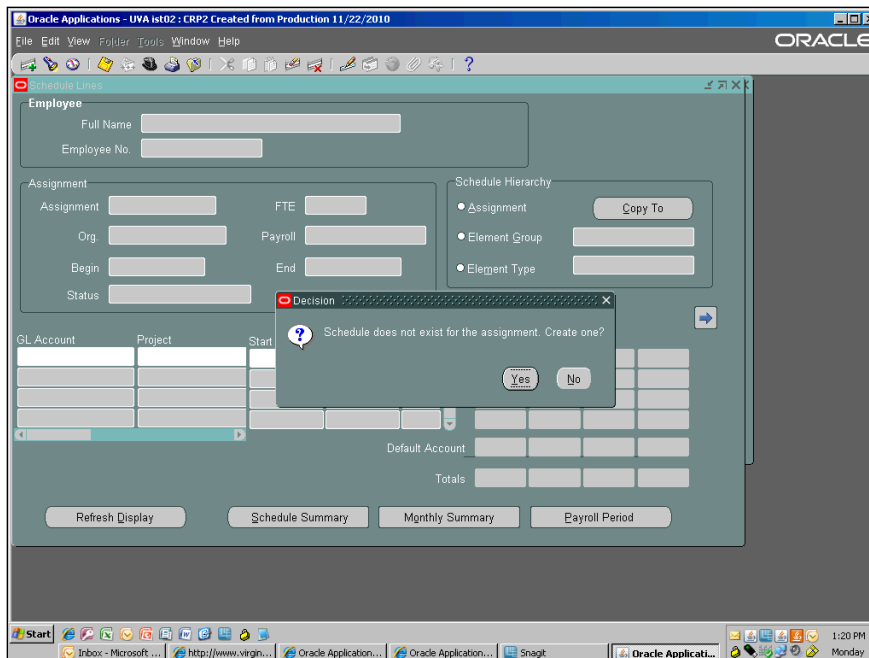 Oracle Applications - UVA ist02 : CRP2 Created from Production 11/22/2010
File Edit View Folder Tools Window Help
ORACLE
Schedule Lines
Employee
Full Name
Employee No.
Assignment
Assignment
FTE
Org.
Payroll
Begin
End
Status
Schedule Hierarchy
Assignment
Copy To
Element Group
Element Type
Decision
Schedule does not exist for the assignment. Create one?
Yes No
GL Account Project Start
Default Account
Totals
Refresh Display Schedule Summary Monthly Summary Payroll Period
Start
1:20 PM
Inbox - Microsoft ... http://www.virgin... Oracle Application... Oracle Application... Snagit Oracle Applicati... Monday